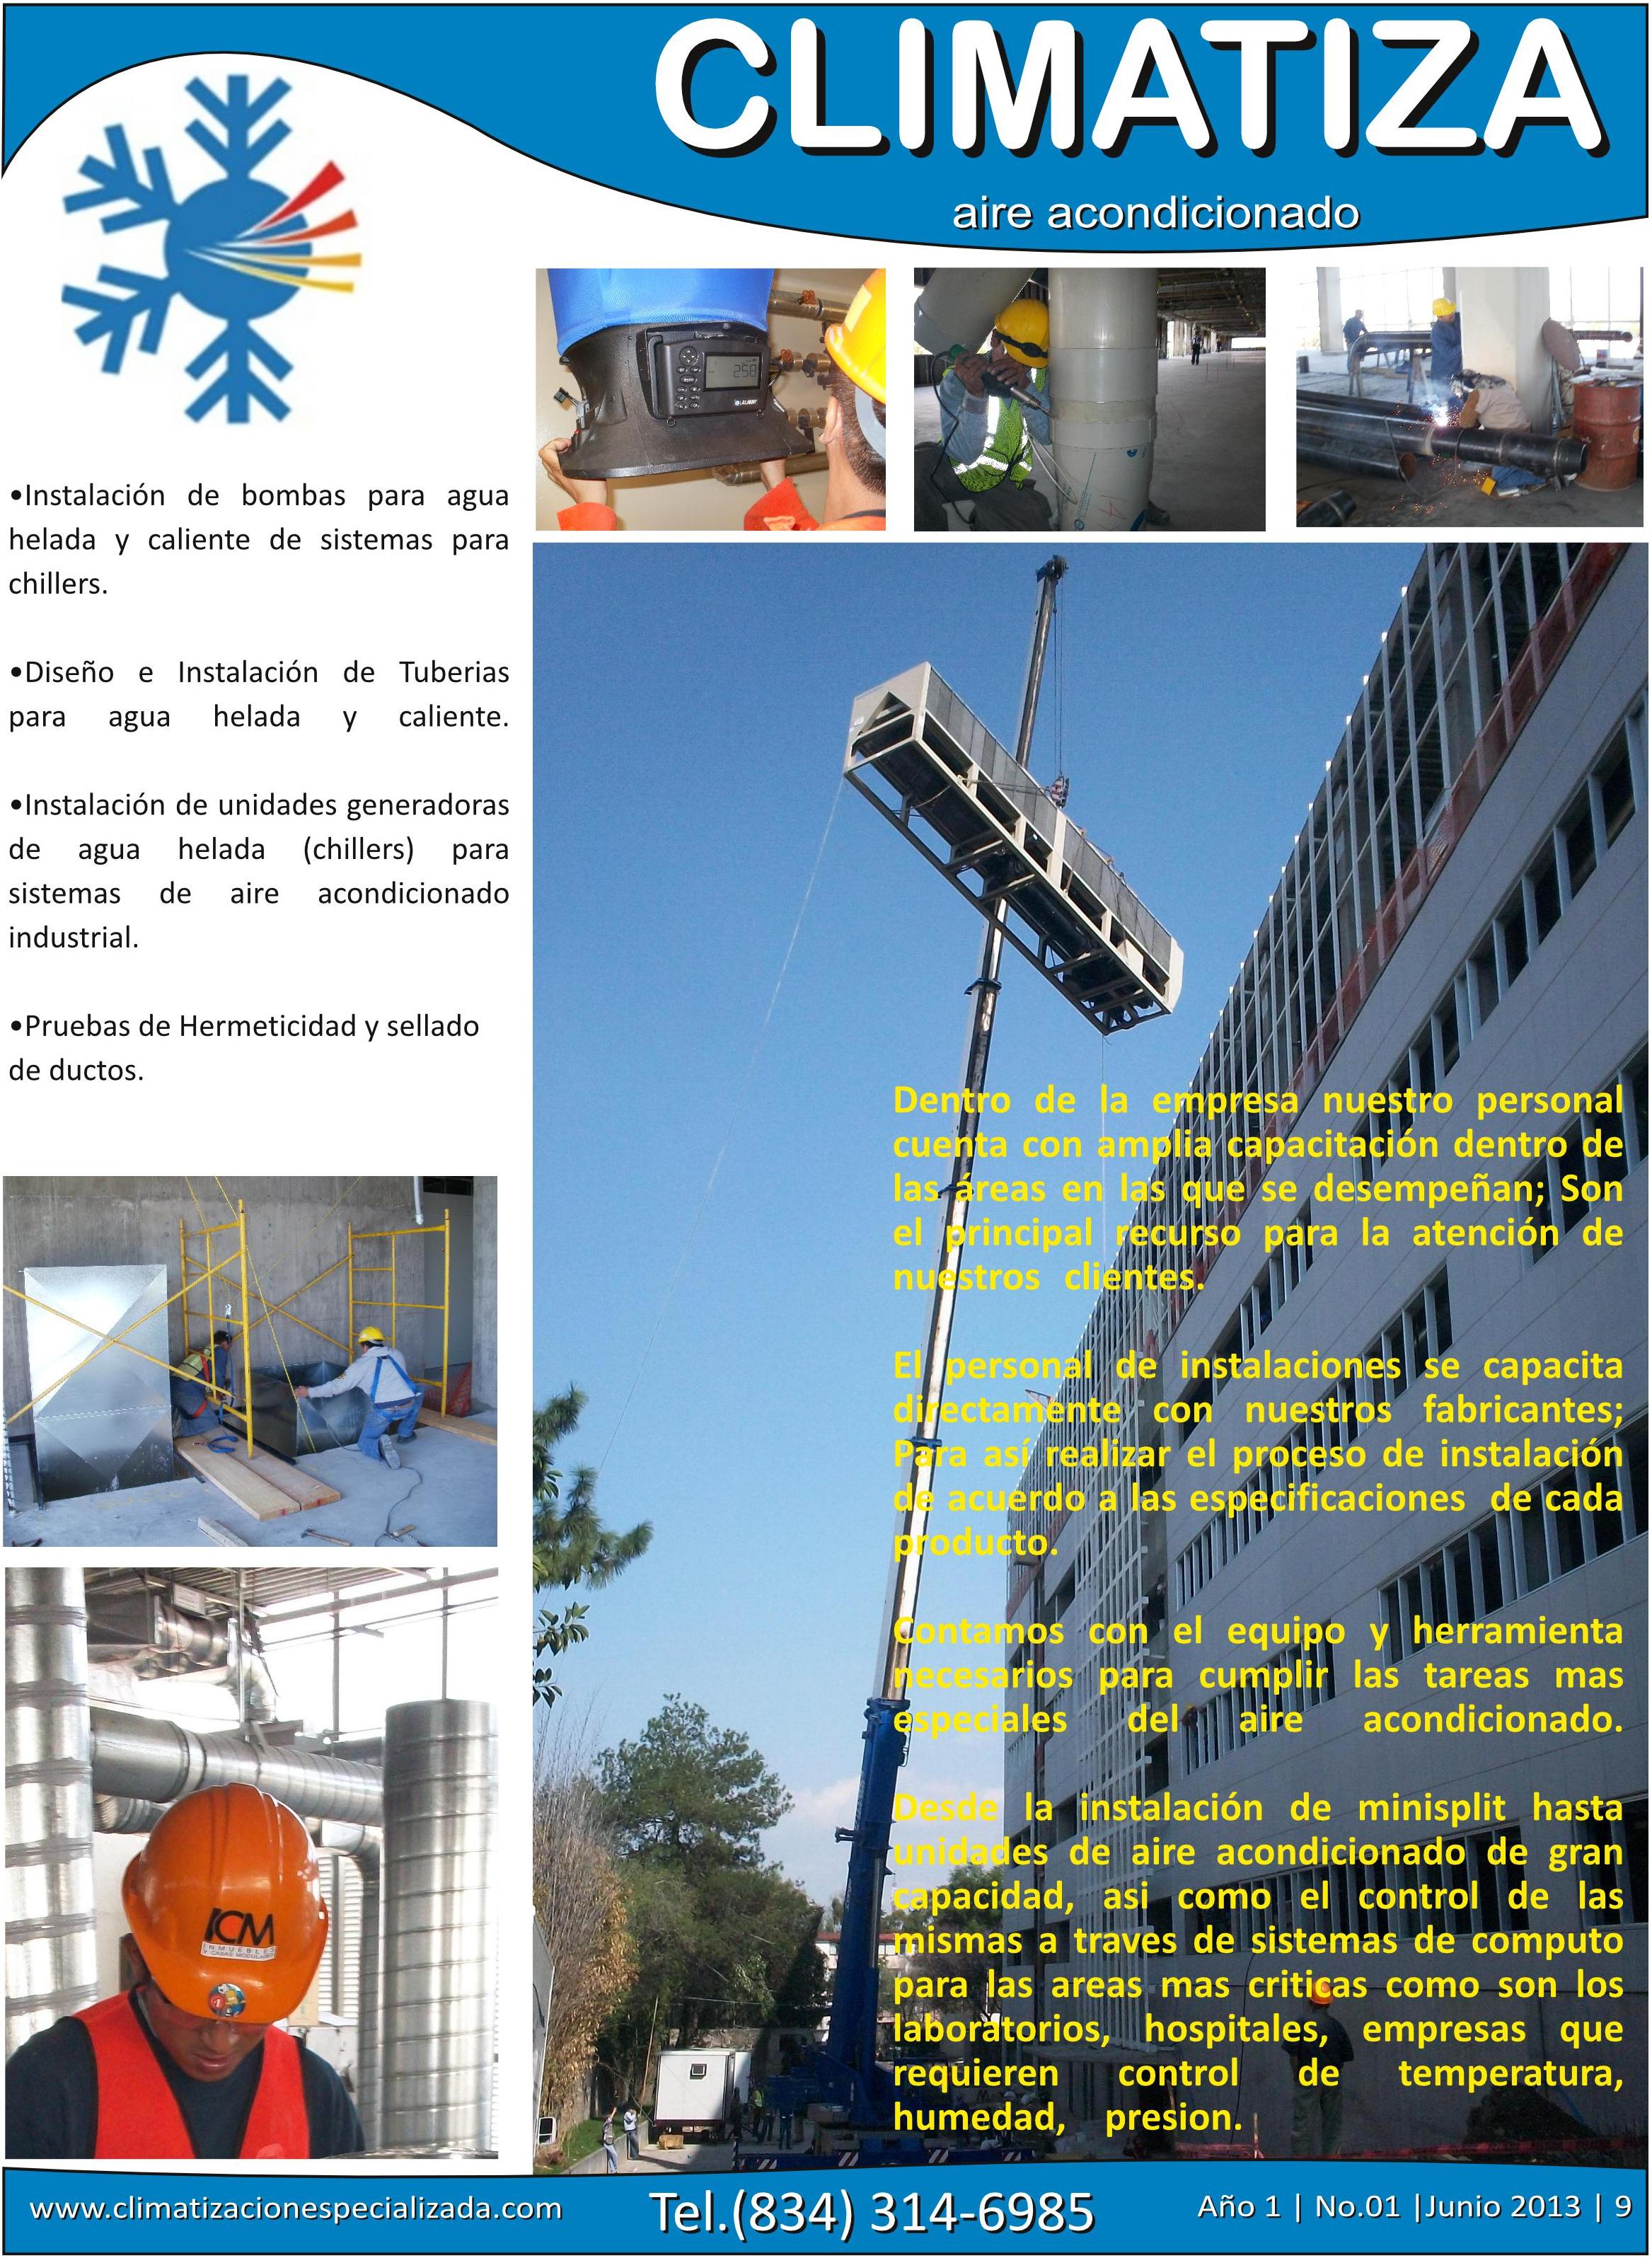 CLIMATIZA
aire acondicionado
258
•Instalación de bombas para agua
helada y caliente de sistemas para
chillers.
•Diseño e Instalación de Tuberias
para agua helada y caliente.
•Instalación de unidades generadoras
de agua helada (chillers) para
sistemas de aire acondicionado
industrial.
•Pruebas de Hermeticidad y sellado
de ductos.
Dentro de la empresa nuestro personal
cuenta con amplia capacitación dentro de
las áreas en las que se desempeñan; Son
el principal recurso para la atención de
nuestros clientes.
El personal de instalaciones se capacita
directamente con nuestros fabricantes;
Para así realizar el proceso de instalación
de acuerdo a las especificaciones de cada
producto.
Contamos con el equipo y herramienta
necesarios para cumplir las tareas mas
especiales del aire acondicionado.
Desde la instalación de minisplit hasta
unidades de aire acondicionado de gran
capacidad, asi como el control de las
mismas a traves de sistemas de computo
para las areas mas criticas como son los
laboratorios, hospitales, empresas que
requieren control de temperatura,
humedad, presion.
ICM
INMUEBLES
Y CASAS MODULARES
www.climatizacionespecializada.com
Tel.(834) 314-6985
Año 1 | No.01 |Junio 2013 | 9